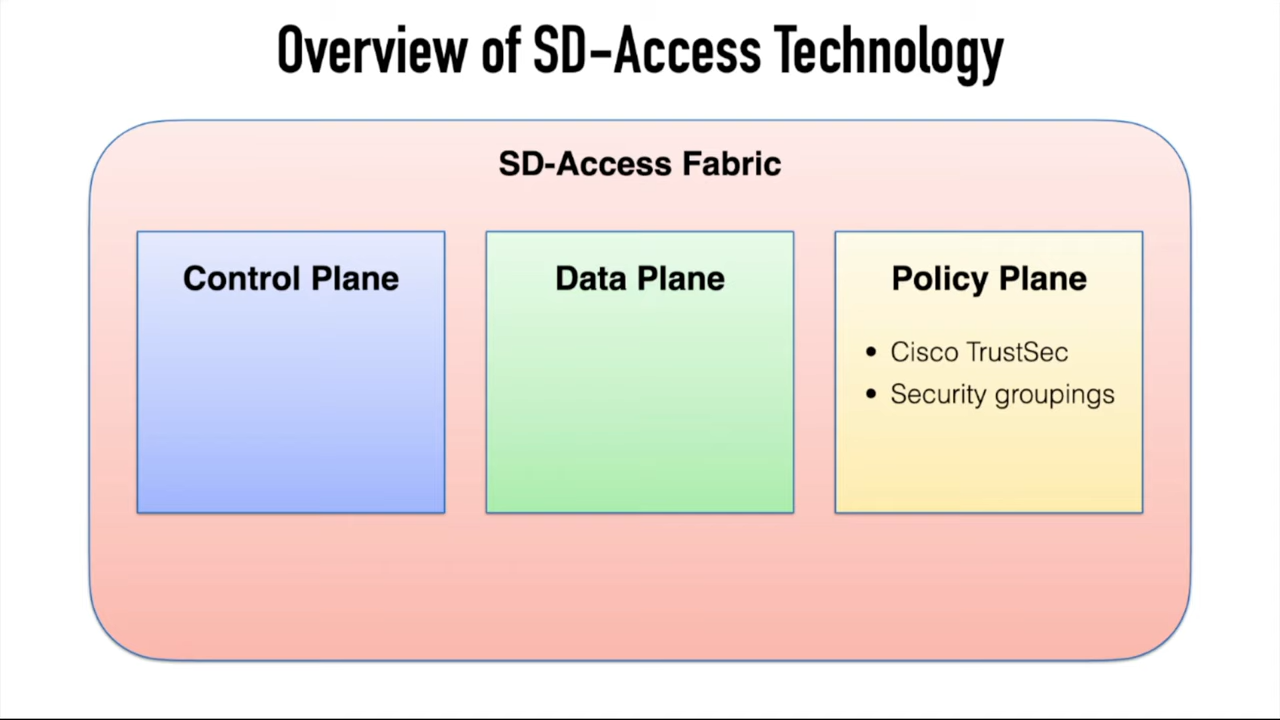 Overview of SD-Access Technology
SD-Access Fabric
Control Plane
Data Plane
Policy Plane
• Cisco TrustSec
• Security groupings